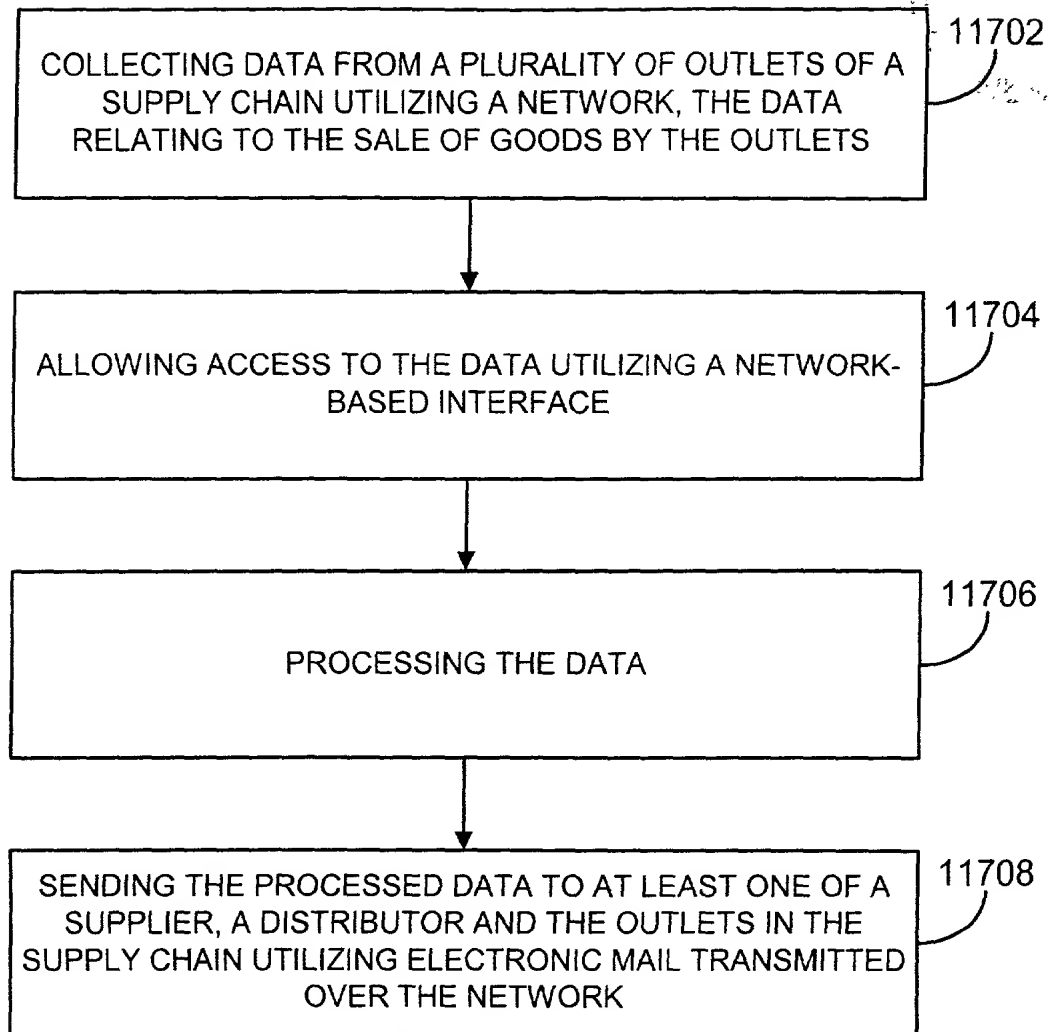 11702
COLLECTING DATA FROM A PLURALITY OF OUTLETS OF A
SUPPLY CHAIN UTILIZING A NETWORK, THE DATA
RELATING TO THE SALE OF GOODS BY THE OUTLETS
11704
ALLOWING ACCESS TO THE DATA UTILIZING A NETWORK-
BASED INTERFACE
11706
PROCESSING THE DATA
11708
SENDING THE PROCESSED DATA TO AT LEAST ONE OF A
SUPPLIER, A DISTRIBUTOR AND THE OUTLETS IN THE
SUPPLY CHAIN UTILIZING ELECTRONIC MAIL TRANSMITTED
OVER THE NETWORK